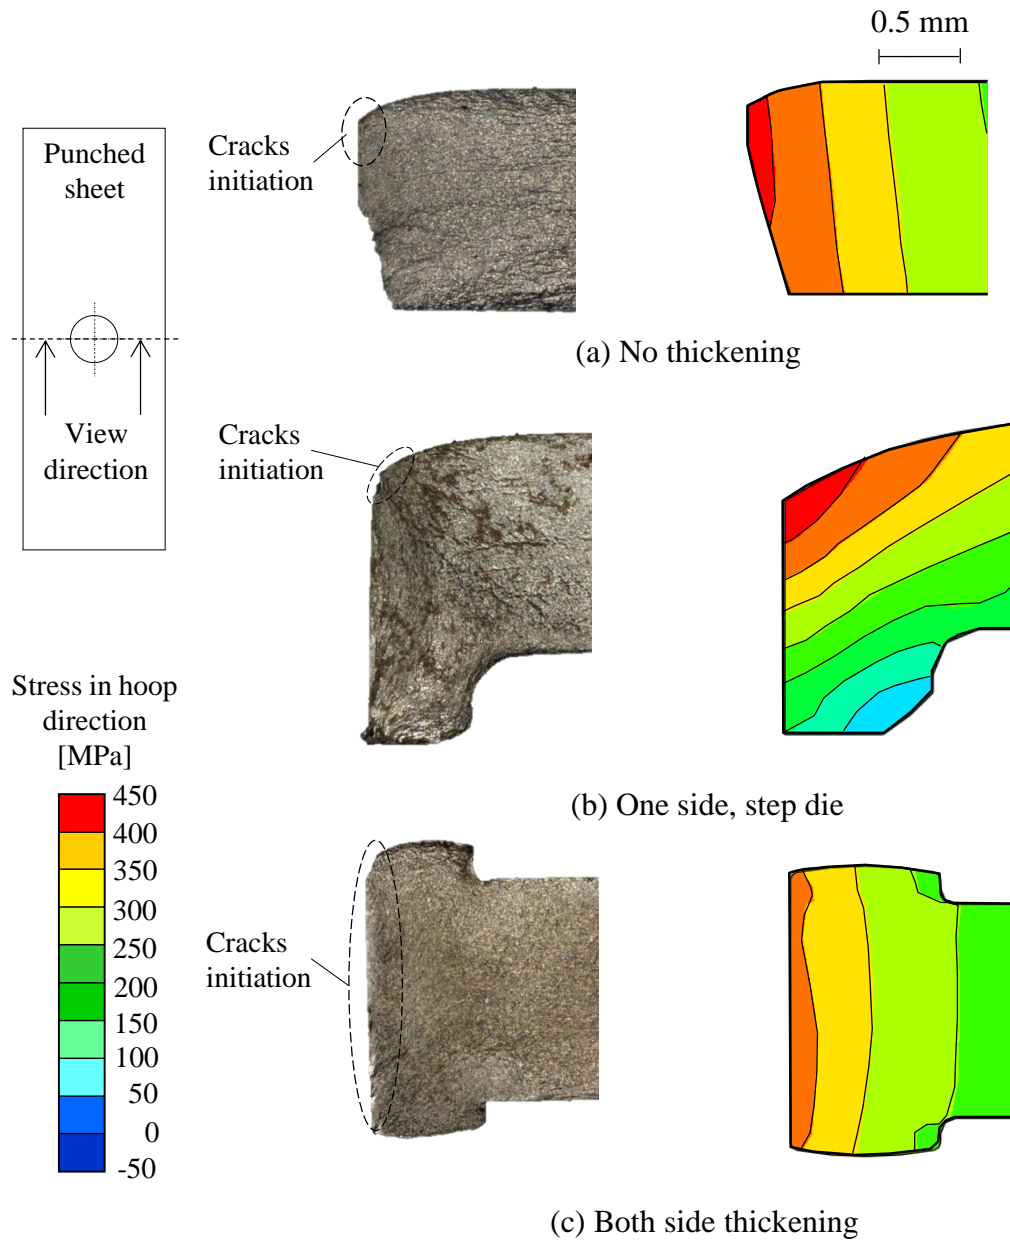 0.5 mm
Punched
sheet
Cracks
initiation
(a) No thickening
View
direction
Cracks
initiation
(b) One side, step die
Stress in hoop
direction
[MPa]
450
400
350
300
250
200
150
100
50
0
-50
Cracks
initiation
(c) Both side thickening